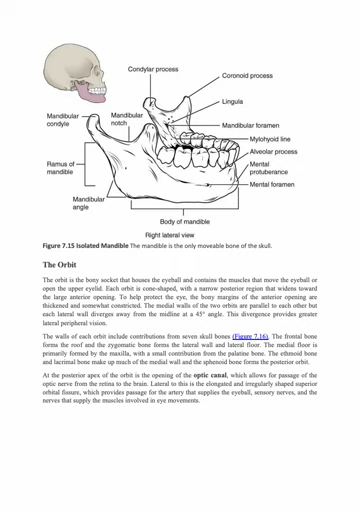 Condylar process
Coronoid process
Lingula
Mandibular
condyle
Mandibular
notch
Mandibular foramen
Mylohyoid line
Alveolar process
Ramus of
mandible
Mental
protuberance
Mental foramen
Mandibular
angle
Body of mandible
Right lateral view
Figure 7.15 Isolated Mandible The mandible is the only moveable bone of the skull.
The Orbit
The orbit is the bony socket that houses the eyeball and contains the muscles that move the eyeball or
open the upper eyelid. Each orbit is cone-shaped, with a narrow posterior region that widens toward
the large anterior opening. To help protect the eye, the bony margins of the anterior opening are
thickened and somewhat constricted. The medial walls of the two orbits are parallel to each other but
each lateral wall diverges away from the midline at a 45° angle. This divergence provides greater
lateral peripheral vision.
The walls of each orbit include contributions from seven skull bones (Figure 7.16). The frontal bone
forms the roof and the zygomatic bone forms the lateral wall and lateral floor. The medial floor is
primarily formed by the maxilla, with a small contribution from the palatine bone. The ethmoid bone
and lacrimal bone make up much of the medial wall and the sphenoid bone forms the posterior orbit.
At the posterior apex of the orbit is the opening of the optic canal, which allows for passage of the
optic nerve from the retina to the brain. Lateral to this is the elongated and irregularly shaped superior
orbital fissure, which provides passage for the artery that supplies the eyeball, sensory nerves, and the
nerves that supply the muscles involved in eye movements.